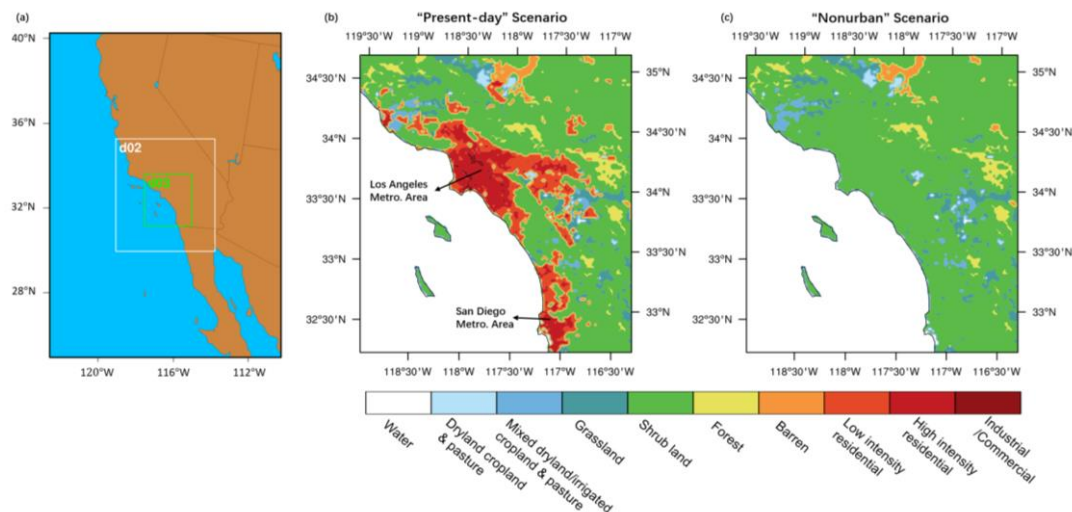 (a)
40°N
36°N
32°N
28°N
120°W 116°W 112°W
d02
(b) "Present-day" Scenario
119°30'W 119°W 118°30'W 118°W 117°30'W 117°W
34°30'N
34°N
33°30'N
33°N
32°30'N
35°N
34°30'N
34°N
33°30'N
33°N
118°30'W 118°W 117°30'W 117°W 116°30'W
Los Angeles
Metro. Area
San Diego
Metro. Area
(c) "Nonurban" Scenario
119°30'W 119°W 118°30'W 118°W 117°30'W 117°W
34°30'N
34°N
33°30'N
33°N
32°30'N
35°N
34°30'N
34°N
33°30'N
33°N
118°30'W 118°W 117°30'W 117°W 116°30'W
Water
Dryland cropland
& pasture
Mixed dryland/irrigated
cropland & pasture
Grassland
Shrub land
Forest
Barren
Low intensity
residential
High intensity
residential
Industrial
/Commercial